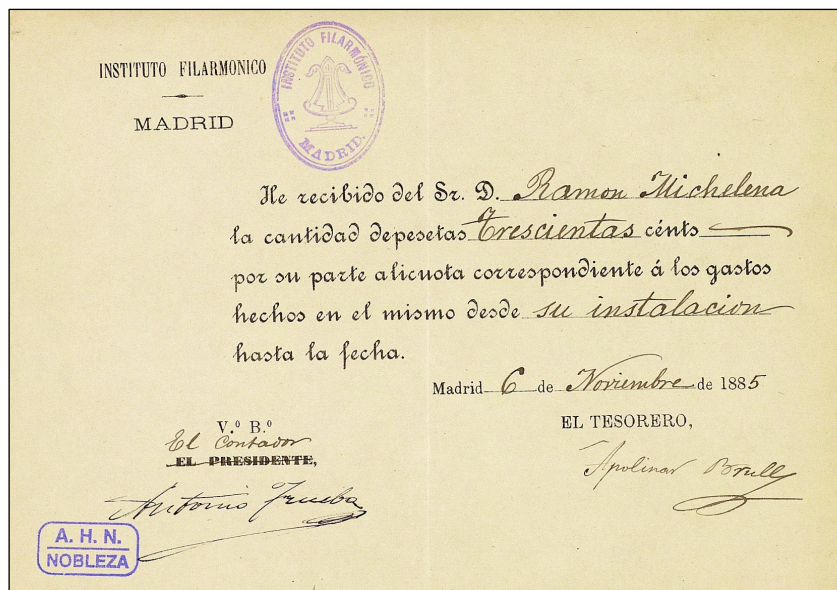 INSTITUTO FILARMONICO
MADRID
INSTITUTO FILARMÓNICO
MADRID.
He recibido del Sr. D. Ramon Michelena
la cantidad depesetas Trescientas cénts
por su parte alicuota correspondiente á los gastos
hechos en el mismo desde su instalacion
hasta la fecha.
Madrid 6 de Noviembre de 1885
V.º B.º
El Contador
EL PRESIDENTE,
Antonio Trueba
EL TESORERO,
Apolinar Brull
A. H. N.
NOBLEZA